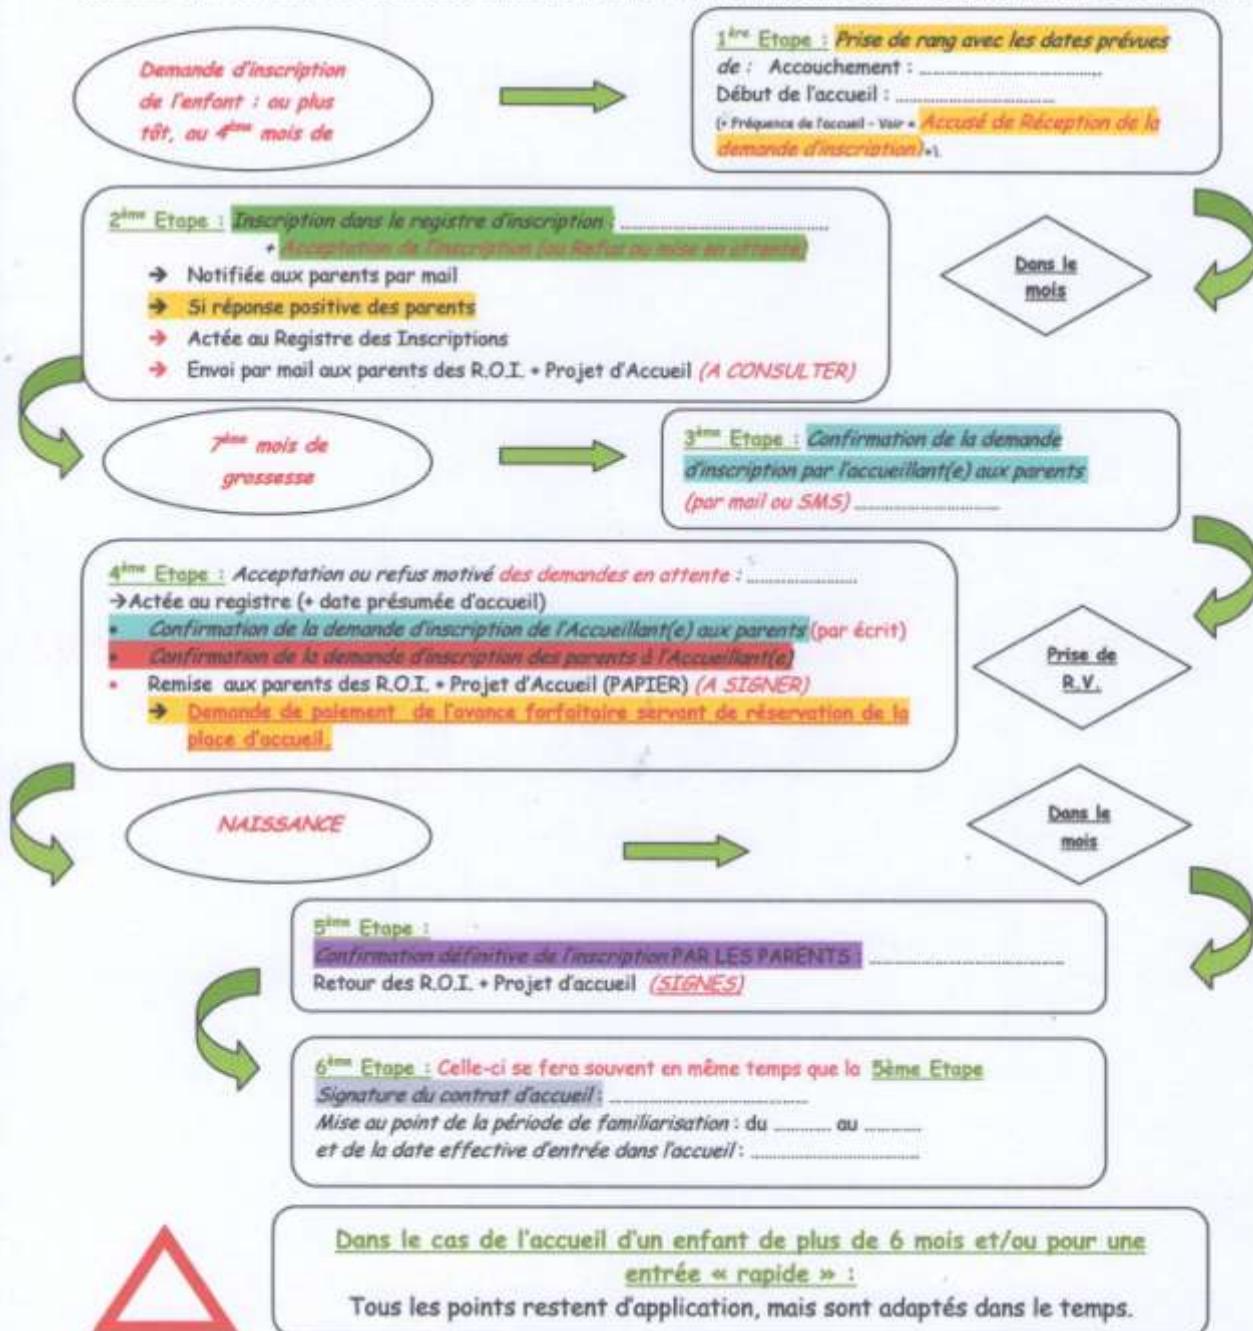 Demande d'inscription
de l'enfant : au plus
tôt, au 4ème mois de
1ère Etape : Prise de rang avec les dates prévues
de : Accouchement : ..........................................
Début de l'accueil : .....................................
(+ Fréquence de l'accueil – Voir « Accusé de Réception de la
demande d'inscription) »).
2ème Etape : Inscription dans le registre d'inscription : ................................................
+ Acceptation de l'inscription (ou Refus ou mise en attente)
→ Notifiée aux parents par mail
→ Si réponse positive des parents
→ Actée au Registre des Inscriptions
→ Envoi par mail aux parents des R.O.I. + Projet d'Accueil (A CONSULTER)
Dans le
mois
7ème mois de
grossesse
3ème Etape : Confirmation de la demande
d'inscription par l'accueillant(e) aux parents
(par mail ou SMS) .................................
4ème Etape : Acceptation ou refus motivé des demandes en attente : .........................
→Actée au registre (+ date présumée d'accueil)
• Confirmation de la demande d'inscription de l'Accueillant(e) aux parents (par écrit)
• Confirmation de la demande d'inscription des parents à l'Accueillant(e)
• Remise aux parents des R.O.I. + Projet d'Accueil (PAPIER) (A SIGNER)
→ Demande de paiement de l'avance forfaitaire servant de réservation de la
place d'accueil.
Prise de
R.V.
NAISSANCE
Dans le
mois
5ème Etape :
Confirmation définitive de l'inscription PAR LES PARENTS : .............................................
Retour des R.O.I. + Projet d'accueil (SIGNES)
6ème Etape : Celle-ci se fera souvent en même temps que la 5ème Etape
Signature du contrat d'accueil : ..............................................
Mise au point de la période de familiarisation : du ............. au .............
et de la date effective d'entrée dans l'accueil : .......................................
Dans le cas de l'accueil d'un enfant de plus de 6 mois et/ou pour une
entrée « rapide » :
Tous les points restent d'application, mais sont adaptés dans le temps.